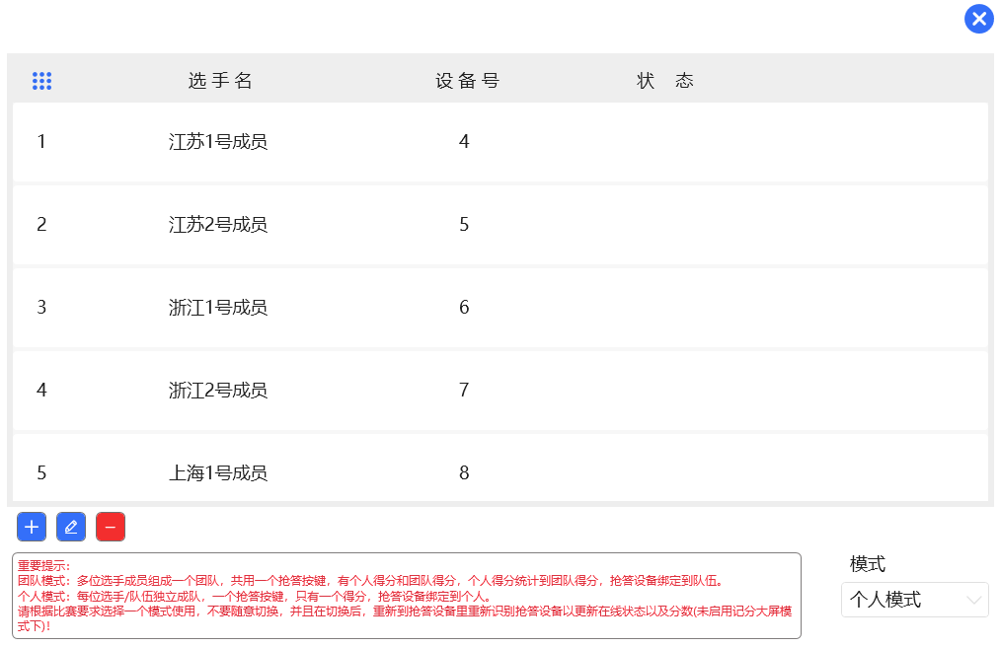 选手名 设备号 状 态
1 江苏1号成员 4
2 江苏2号成员 5
3 浙江1号成员 6
4 浙江2号成员 7
5 上海1号成员 8
重要提示：
团队模式：多位选手成员组成一个团队，共用一个抢答按键，有个人得分和团队得分，个人得分统计到团队得分，抢答设备绑定到队伍。
个人模式：每位选手/队伍独立成队，一个抢答按键，只有一个得分，抢答设备绑定到个人。
请根据比赛要求选择一个模式使用，不要随意切换，并且在切换后，重新到抢答设备里重新识别抢答设备以更新在线状态以及分数(未启用记分大屏模
式下)！
模式
个人模式